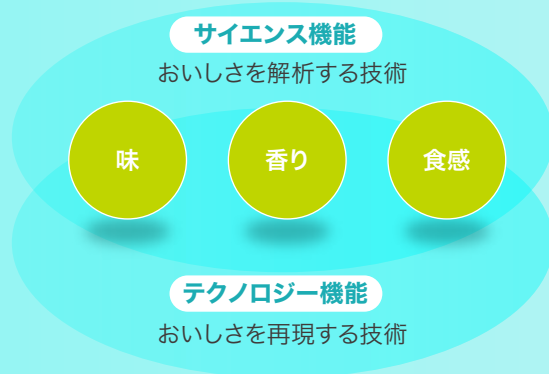 サイエンス機能
おいしさを解析する技術
味 香り 食感
テクノロジー機能
おいしさを再現する技術